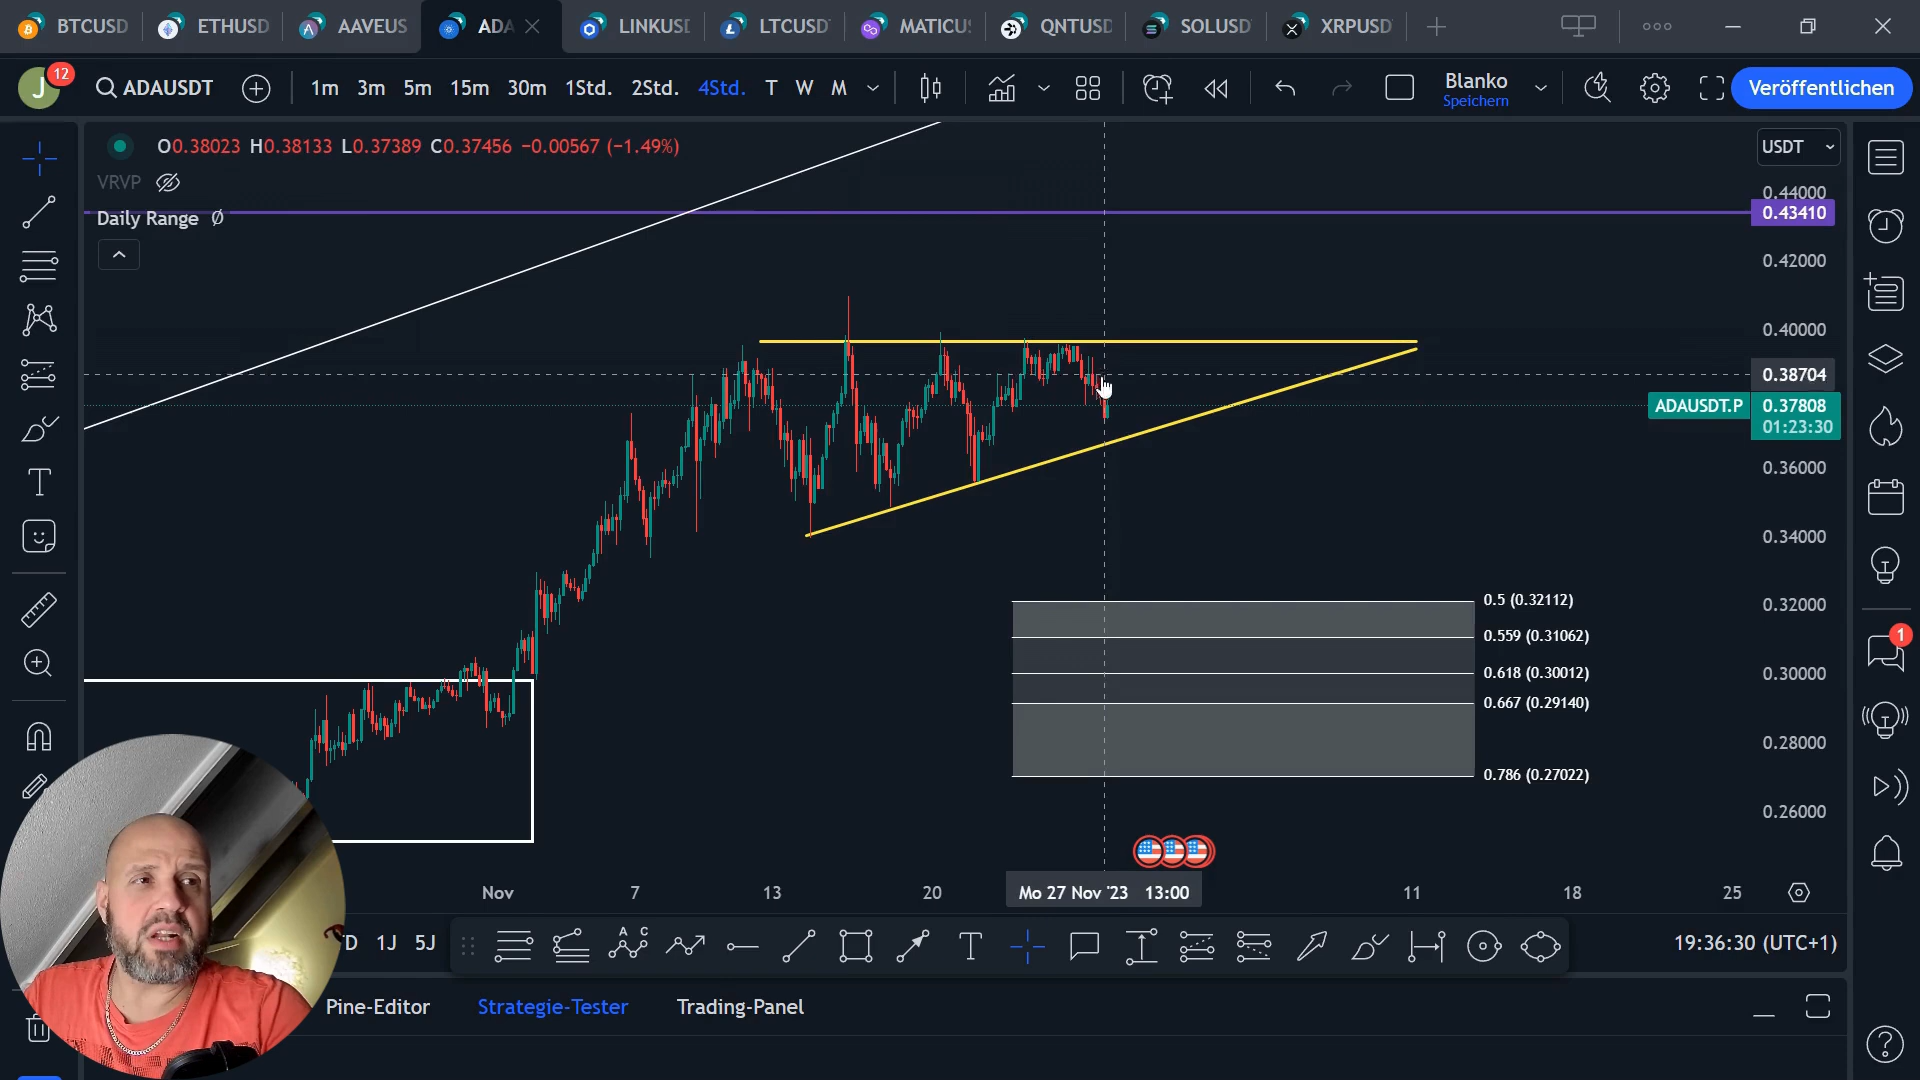 BTCUSD ETHUSD AAVEUS ADA LINKUSD LTCUSD MATICUS QNTUSD SOLUSD XRPUSD
J 12 ADAUSDT 1m 3m 5m 15m 30m 1Std. 2Std. 4Std. T W M Blanko Speichern Veröffentlichen
O0.38023 H0.38133 L0.37389 C0.37456 −0.00567 (−1.49%) USDT
VRVP
0.44000
Daily Range Ø 0.43410
0.42000
0.40000
0.38704
ADAUSDT.P 0.37808
01:23:30
0.36000
0.34000
0.5 (0.32112) 0.32000
0.559 (0.31062)
1
0.618 (0.30012) 0.30000
0.667 (0.29140)
0.28000
0.786 (0.27022)
0.26000
Nov 7 13 20 Mo 27 Nov '23 13:00 11 18 25
D 1J 5J A C T 19:36:30 (UTC+1)
Pine-Editor Strategie-Tester Trading-Panel